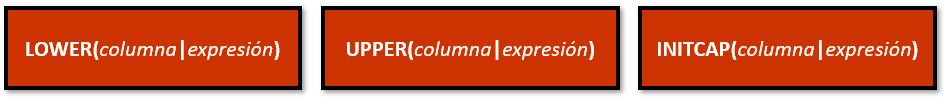 LOWER(columna|expresión)
UPPER(columna|expresión)
INITCAP(columna|expresión)